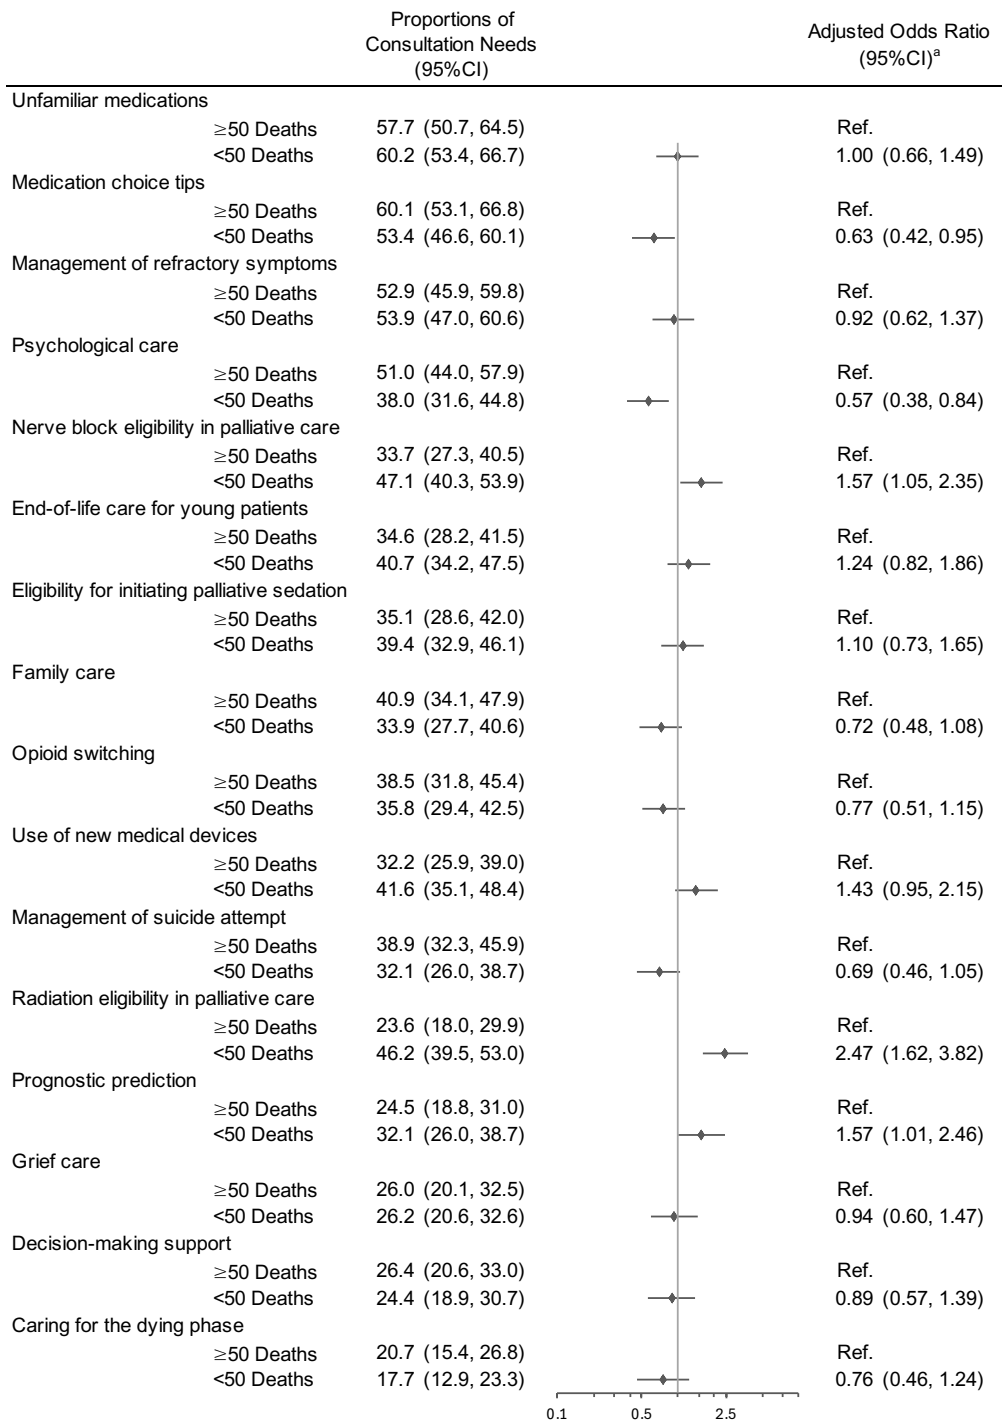 Proportions of
Consultation Needs
(95%CI)
Adjusted Odds Ratio
(95%CI)a
Unfamiliar medications
≥50 Deaths 57.7 (50.7, 64.5) Ref.
<50 Deaths 60.2 (53.4, 66.7) 1.00 (0.66, 1.49)
Medication choice tips
≥50 Deaths 60.1 (53.1, 66.8) Ref.
<50 Deaths 53.4 (46.6, 60.1) 0.63 (0.42, 0.95)
Management of refractory symptoms
≥50 Deaths 52.9 (45.9, 59.8) Ref.
<50 Deaths 53.9 (47.0, 60.6) 0.92 (0.62, 1.37)
Psychological care
≥50 Deaths 51.0 (44.0, 57.9) Ref.
<50 Deaths 38.0 (31.6, 44.8) 0.57 (0.38, 0.84)
Nerve block eligibility in palliative care
≥50 Deaths 33.7 (27.3, 40.5) Ref.
<50 Deaths 47.1 (40.3, 53.9) 1.57 (1.05, 2.35)
End-of-life care for young patients
≥50 Deaths 34.6 (28.2, 41.5) Ref.
<50 Deaths 40.7 (34.2, 47.5) 1.24 (0.82, 1.86)
Eligibility for initiating palliative sedation
≥50 Deaths 35.1 (28.6, 42.0) Ref.
<50 Deaths 39.4 (32.9, 46.1) 1.10 (0.73, 1.65)
Family care
≥50 Deaths 40.9 (34.1, 47.9) Ref.
<50 Deaths 33.9 (27.7, 40.6) 0.72 (0.48, 1.08)
Opioid switching
≥50 Deaths 38.5 (31.8, 45.4) Ref.
<50 Deaths 35.8 (29.4, 42.5) 0.77 (0.51, 1.15)
Use of new medical devices
≥50 Deaths 32.2 (25.9, 39.0) Ref.
<50 Deaths 41.6 (35.1, 48.4) 1.43 (0.95, 2.15)
Management of suicide attempt
≥50 Deaths 38.9 (32.3, 45.9) Ref.
<50 Deaths 32.1 (26.0, 38.7) 0.69 (0.46, 1.05)
Radiation eligibility in palliative care
≥50 Deaths 23.6 (18.0, 29.9) Ref.
<50 Deaths 46.2 (39.5, 53.0) 2.47 (1.62, 3.82)
Prognostic prediction
≥50 Deaths 24.5 (18.8, 31.0) Ref.
<50 Deaths 32.1 (26.0, 38.7) 1.57 (1.01, 2.46)
Grief care
≥50 Deaths 26.0 (20.1, 32.5) Ref.
<50 Deaths 26.2 (20.6, 32.6) 0.94 (0.60, 1.47)
Decision-making support
≥50 Deaths 26.4 (20.6, 33.0) Ref.
<50 Deaths 24.4 (18.9, 30.7) 0.89 (0.57, 1.39)
Caring for the dying phase
≥50 Deaths 20.7 (15.4, 26.8) Ref.
<50 Deaths 17.7 (12.9, 23.3) 0.76 (0.46, 1.24)
0.1 0.5 2.5